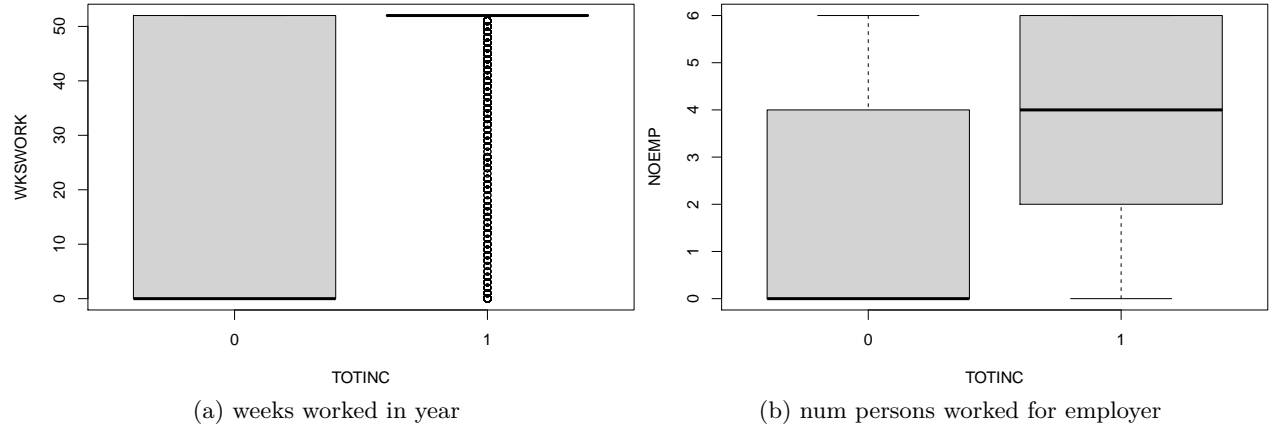 WKSWORK
50
40
30
20
10
0
0 1
TOTINC
(a) weeks worked in year
NOEMP
6
5
4
3
2
1
0
0 1
TOTINC
(b) num persons worked for employer